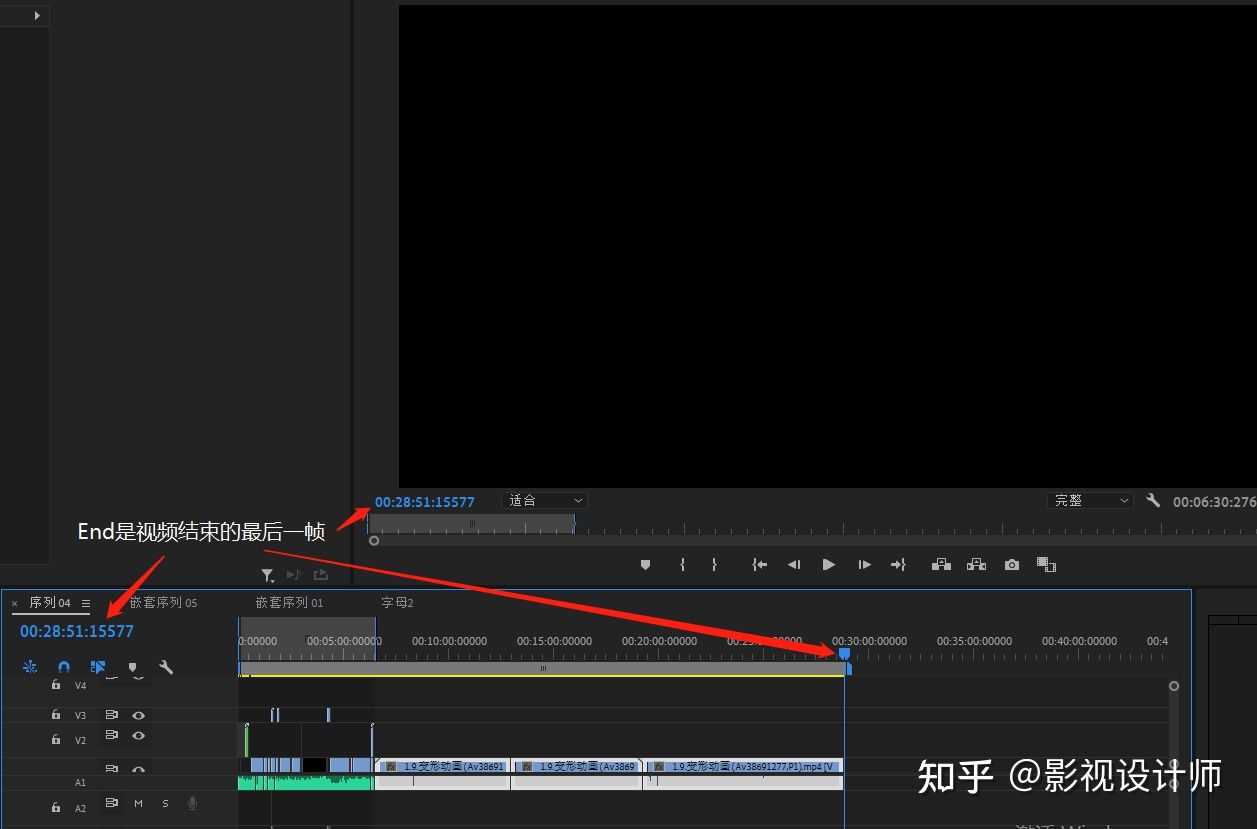 00:28:51:15577
适合
完整
00:06:30:276
End是视频结束的最后一帧
× 序列 04 ☰ 嵌套序列 05 嵌套序列 01 字母2
00:28:51:15577
0:00000 00:05:00:00000 00:10:00:00000 00:15:00:00000 00:20:00:00000 00:30:00:00000 00:35:00:00000 00:40:00:00000 00:4
V4
V3
V2
fx 1.9.变形动画(Av38691 fx 1.9.变形动画(Av3869 fx 1.9.变形动画(Av38691277,P1).mp4 [V
A1
A2 M S
知乎 @影视设计师